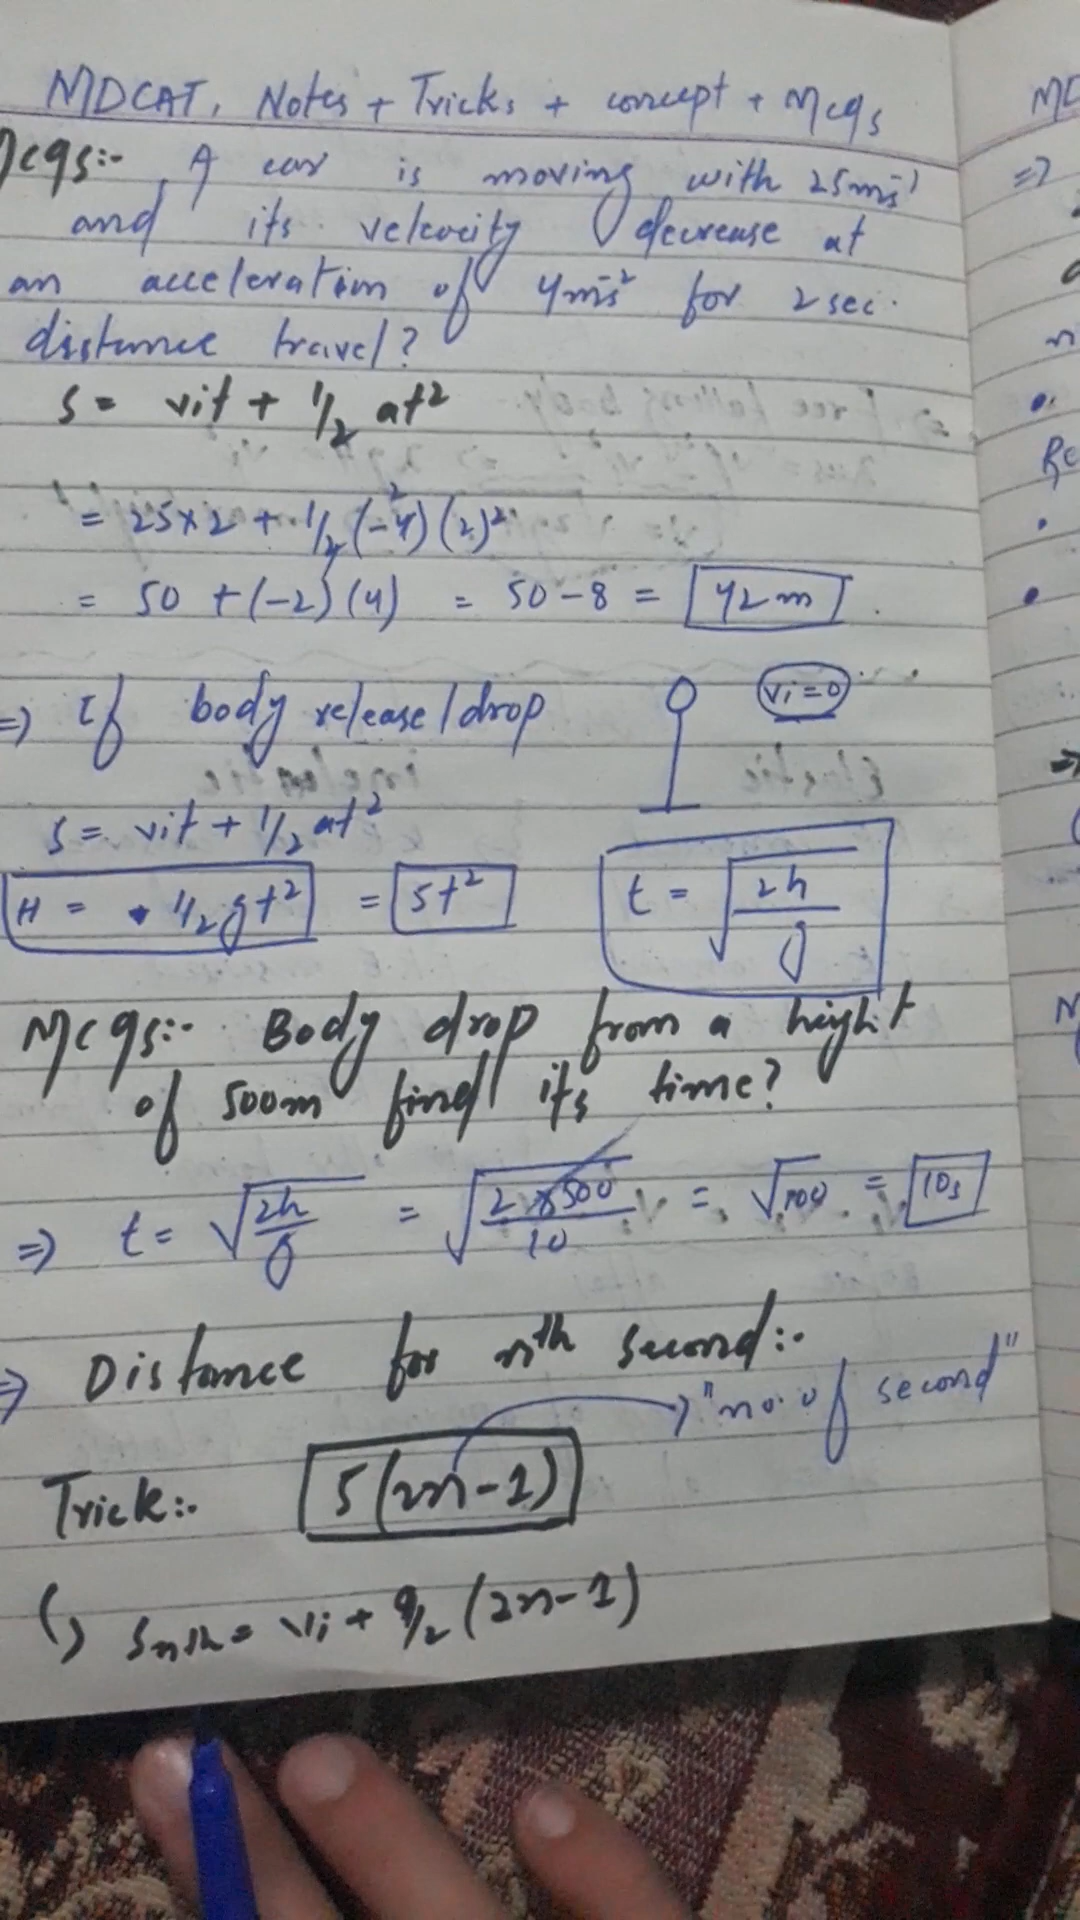 MDCAT, Notes + Tricks + concept + Mcqs
Mcqs:- A car is moving with 25ms⁻¹
and its velocity decrease at
an acceleration of 4ms⁻² for 2 sec.
distance travel?
S = vit + 1/2 at²
= 25×2 + 1/2 (-4) (2)²
= 50 + (-2) (4) = 50 - 8 = 42m
=> If body release/drop vi=0
S = vit + 1/2 at²
H = 1/2 gt² = 5t² t = √2h/g
Mcqs:- Body drop from a height
of 500m find its time?
=> t = √2h/g = √2×500/10 = √100 = 10s
=> Distance for nth second:-
"no. of second"
Trick:- 5(2n-1)
Snth = vi + a/2 (2n-1)
MD
=>